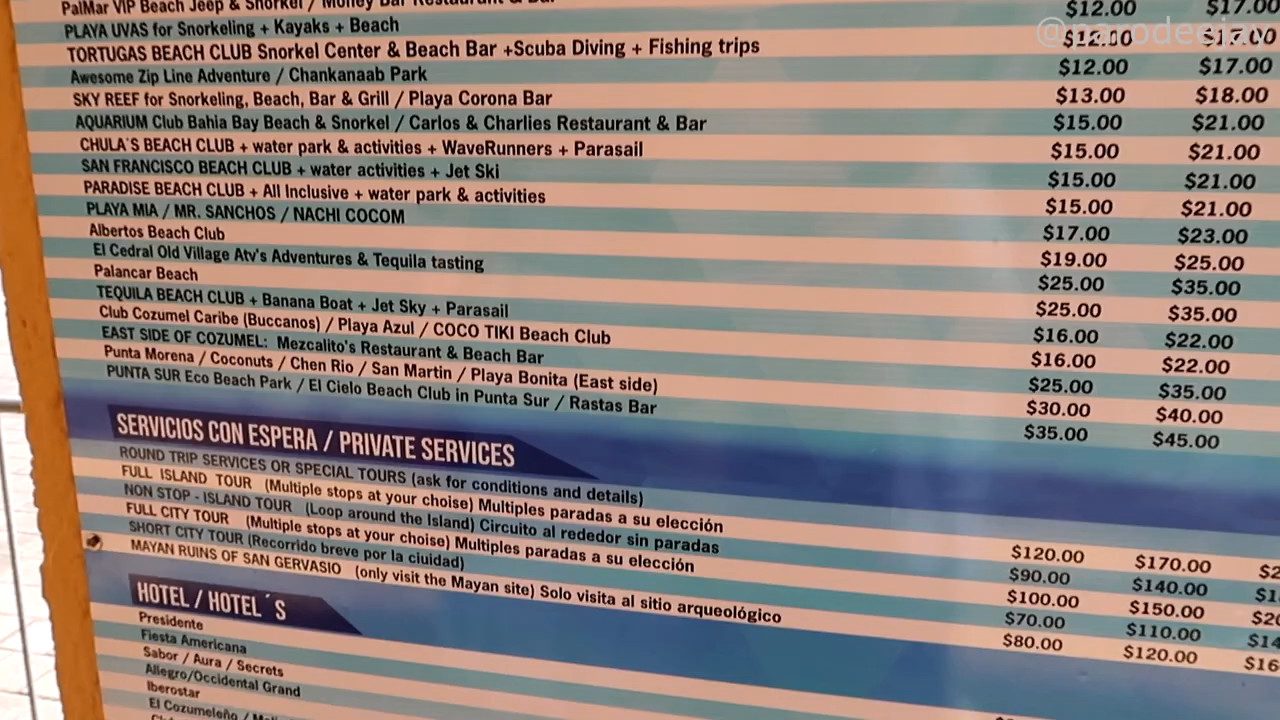 PalMar VIP Beach Jeep & Snorkel / Money Bar Restaurant & Bar
PLAYA UVAS for Snorkeling + Kayaks + Beach $12.00 $17.00
@narodeejay
TORTUGAS BEACH CLUB Snorkel Center & Beach Bar +Scuba Diving + Fishing trips $12.00 $17.00
Awesome Zip Line Adventure / Chankanaab Park $12.00 $17.00
SKY REEF for Snorkeling, Beach, Bar & Grill / Playa Corona Bar $13.00 $18.00
AQUARIUM Club Bahia Bay Beach & Snorkel / Carlos & Charlies Restaurant & Bar $15.00 $21.00
CHULA'S BEACH CLUB + water park & activities + WaveRunners + Parasail $15.00 $21.00
SAN FRANCISCO BEACH CLUB + water activities + Jet Ski $15.00 $21.00
PARADISE BEACH CLUB + All Inclusive + water park & activities $15.00 $21.00
PLAYA MIA / MR. SANCHOS / NACHI COCOM $17.00 $23.00
Albertos Beach Club $19.00 $25.00
El Cedral Old Village Atv's Adventures & Tequila tasting $25.00 $35.00
Palancar Beach $25.00 $35.00
TEQUILA BEACH CLUB + Banana Boat + Jet Sky + Parasail $16.00 $22.00
Club Cozumel Caribe (Buccanos) / Playa Azul / COCO TIKI Beach Club $16.00 $22.00
EAST SIDE OF COZUMEL: Mezcalito's Restaurant & Beach Bar $25.00 $35.00
Punta Morena / Coconuts / Chen Rio / San Martin / Playa Bonita (East side) $30.00 $40.00
PUNTA SUR Eco Beach Park / El Cielo Beach Club in Punta Sur / Rastas Bar $35.00 $45.00
SERVICIOS CON ESPERA / PRIVATE SERVICES
ROUND TRIP SERVICES OR SPECIAL TOURS (ask for conditions and details)
FULL ISLAND TOUR (Multiple stops at your choise) Multiples paradas a su elección $120.00 $170.00
NON STOP - ISLAND TOUR (Loop around the Island) Circuito al rededor sin paradas $90.00 $140.00
FULL CITY TOUR (Multiple stops at your choise) Multiples paradas a su elección $100.00 $150.00
SHORT CITY TOUR (Recorrido breve por la ciuidad) $70.00 $110.00
MAYAN RUINS OF SAN GERVASIO (only visit the Mayan site) Solo visita al sitio arqueológico $80.00 $120.00
HOTEL / HOTEL´S
Presidente
Fiesta Americana
Sabor / Aura / Secrets
Allegro/Occidental Grand
Iberostar
El Cozumeleño /